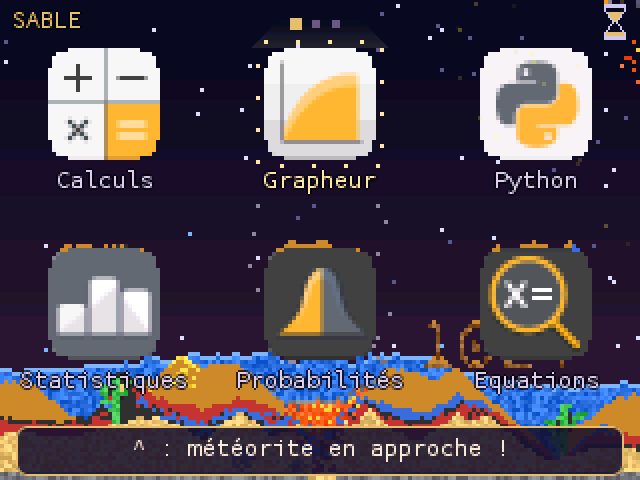 SABLE
Calculs
Grapheur
Python
x=
Statistiques
Probabilités
Equations
^ : météorite en approche !